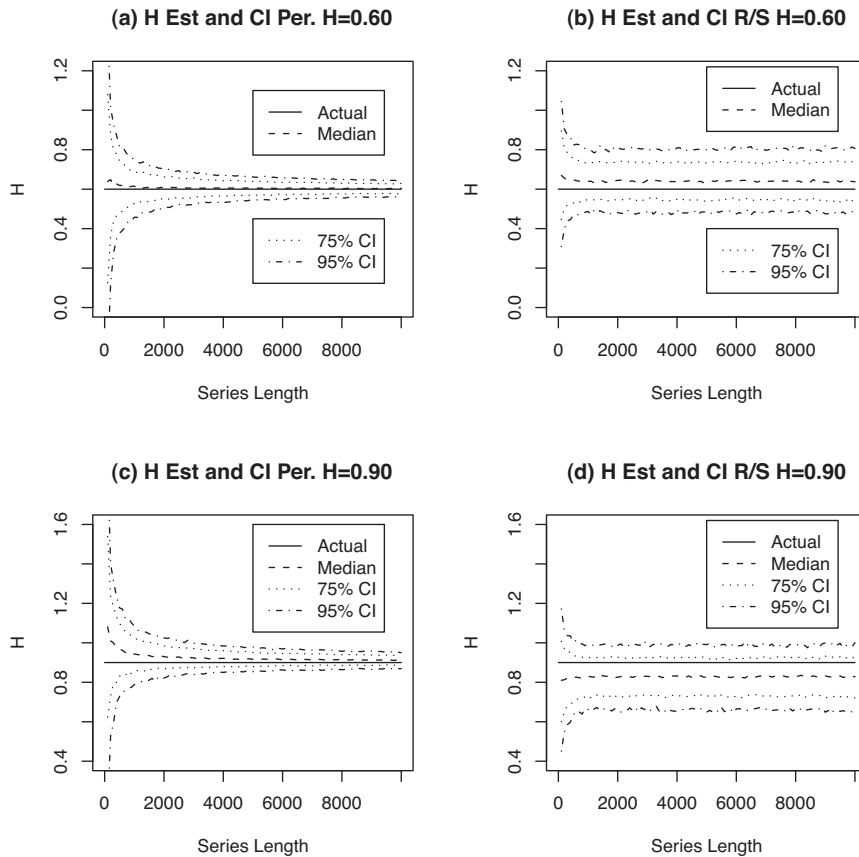 (a) H Est and CI Per. H=0.60
H
1.2
0.8
0.4
0.0
Actual
Median
75% CI
95% CI
0 2000 4000 6000 8000
Series Length
(b) H Est and CI R/S H=0.60
H
1.2
0.8
0.4
0.0
Actual
Median
75% CI
95% CI
0 2000 4000 6000 8000
Series Length
(c) H Est and CI Per. H=0.90
H
1.6
1.2
0.8
0.4
Actual
Median
75% CI
95% CI
0 2000 4000 6000 8000
Series Length
(d) H Est and CI R/S H=0.90
H
1.6
1.2
0.8
0.4
Actual
Median
75% CI
95% CI
0 2000 4000 6000 8000
Series Length